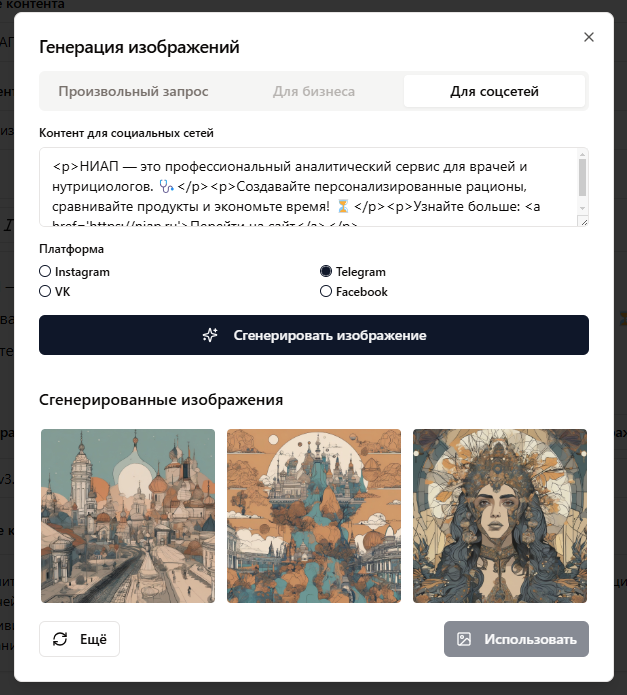 контента
Генерация изображений
Произвольный запрос
Для бизнеса
Для соцсетей
Контент для социальных сетей
<p>НИАП — это профессиональный аналитический сервис для врачей и
нутрициологов. 🩺 </p><p>Создавайте персонализированные рационы,
сравнивайте продукты и экономьте время! ⏳ </p><p>Узнайте больше: <a
href='https://niap.ru'>Перейти на сайт</a></p>
Платформа
Instagram
Telegram
VK
Facebook
Сгенерировать изображение
Сгенерированные изображения
Ещё
Использовать